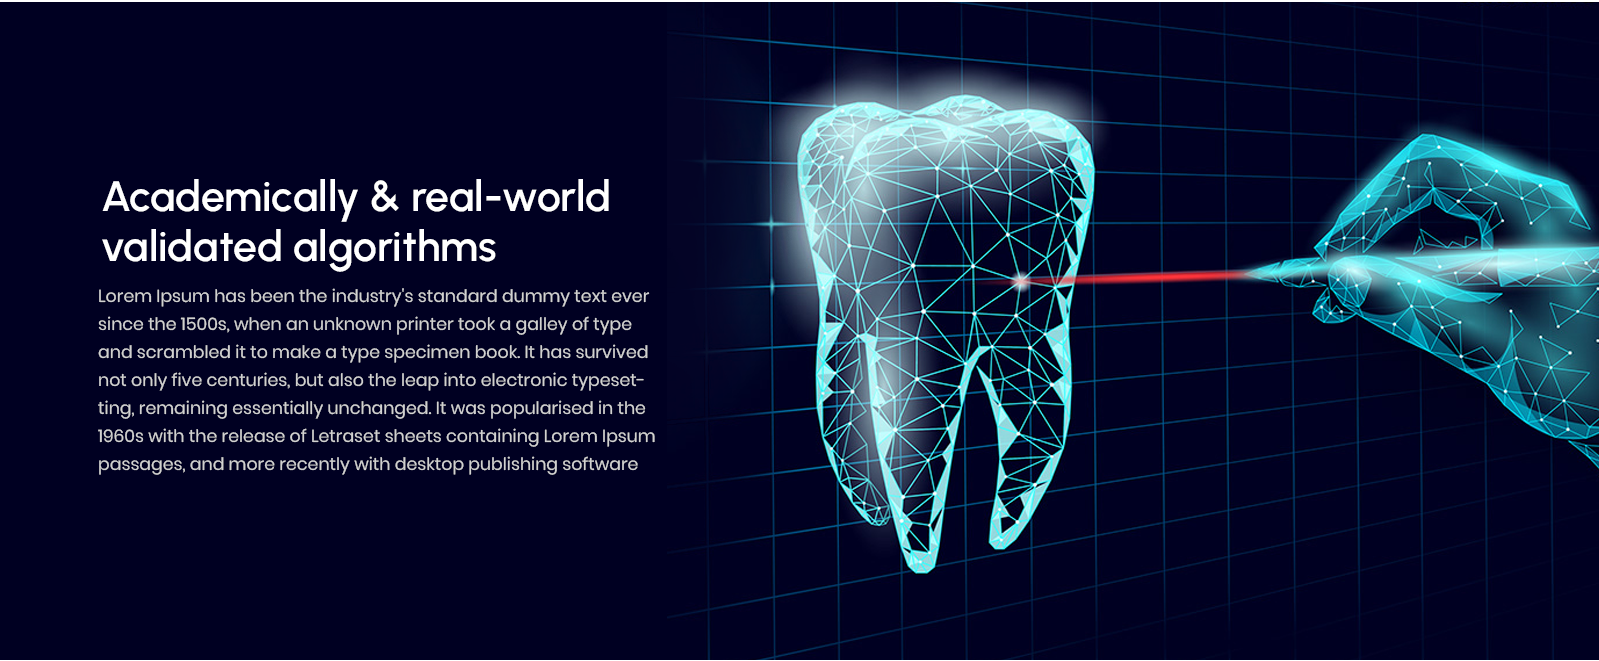 Academically & real-world
validated algorithms
Lorem Ipsum has been the industry's standard dummy text ever
since the 1500s, when an unknown printer took a galley of type
and scrambled it to make a type specimen book. It has survived
not only five centuries, but also the leap into electronic typeset-
ting, remaining essentially unchanged. It was popularised in the
1960s with the release of Letraset sheets containing Lorem Ipsum
passages, and more recently with desktop publishing software